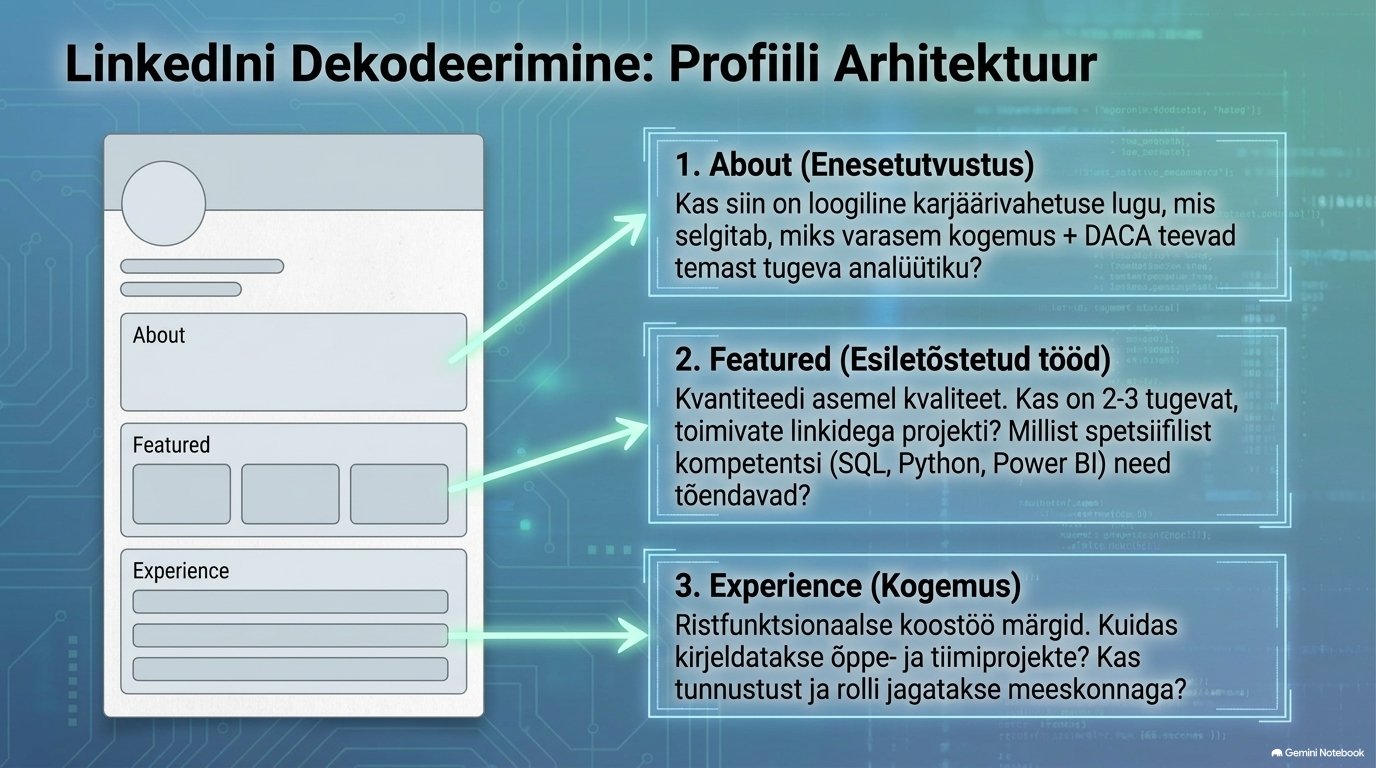 LinkedIni Dekodeerimine: Profiili Arhitektuur
About
Featured
Experience
1. About (Enesetutvustus)
Kas siin on loogiline karjäärivahetuse lugu, mis
selgitab, miks varasem kogemus + DACA teevad
temast tugeva analüütiku?
2. Featured (Esiletõstetud tööd)
Kvantiteedi asemel kvaliteet. Kas on 2-3 tugevat,
toimivate linkidega projekti? Millist spetsiifilist
kompetentsi (SQL, Python, Power BI) need
tõendavad?
3. Experience (Kogemus)
Ristfunktsionaalse koostöö märgid. Kuidas
kirjeldatakse õppe- ja tiimiprojekte? Kas
tunnustust ja rolli jagatakse meeskonnaga?
Gemini Notebook